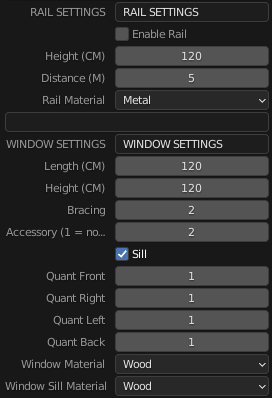 RAIL SETTINGS RAIL SETTINGS
Enable Rail
Height (CM) 120
Distance (M) 5
Rail Material Metal
WINDOW SETTINGS WINDOW SETTINGS
Length (CM) 120
Height (CM) 120
Bracing 2
Accessory (1 = no... 2
Sill
Quant Front 1
Quant Right 1
Quant Left 1
Quant Back 1
Window Material Wood
Window Sill Material Wood